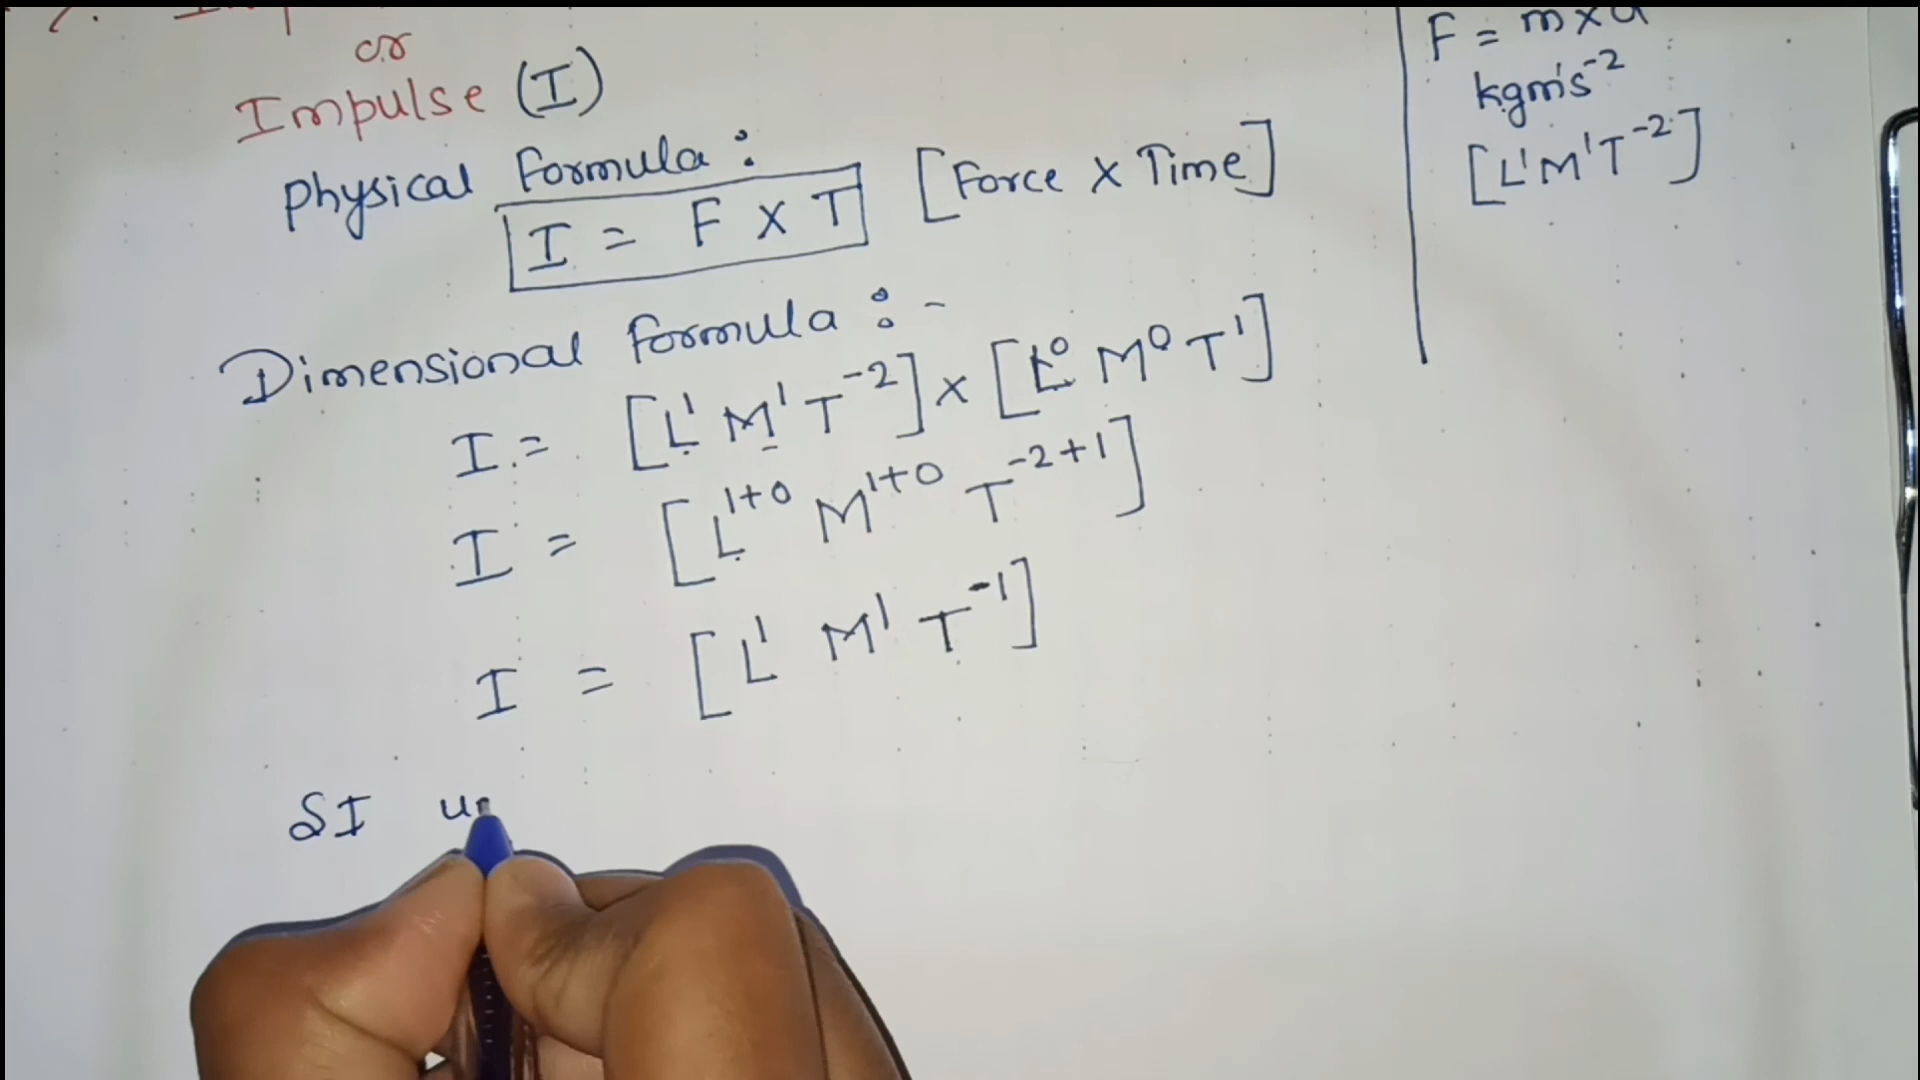 or
Impulse (I)
Physical Formula :
I = F X T [Force X Time]
Dimensional formula : -
I = [L¹ M¹ T⁻²] x [L⁰ M⁰ T¹]
I = [L¹⁺⁰ M¹⁺⁰ T⁻²⁺¹]
I = [L¹ M¹ T⁻¹]
SI
F = m x a
kgm¹s⁻²
[L¹M¹T⁻²]